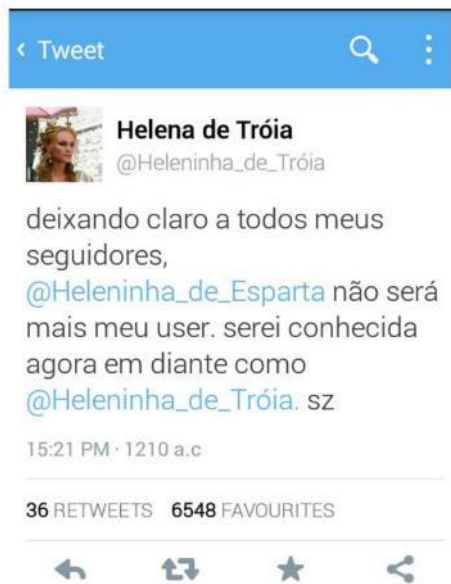 Tweet
Helena de Tróia
@Heleninha_de_Tróia
deixando claro a todos meus
seguidores,
@Heleninha_de_Esparta não será
mais meu user. serei conhecida
agora em diante como
@Heleninha_de_Tróia. sz
15:21 PM · 1210 a.c
36 RETWEETS 6548 FAVOURITES